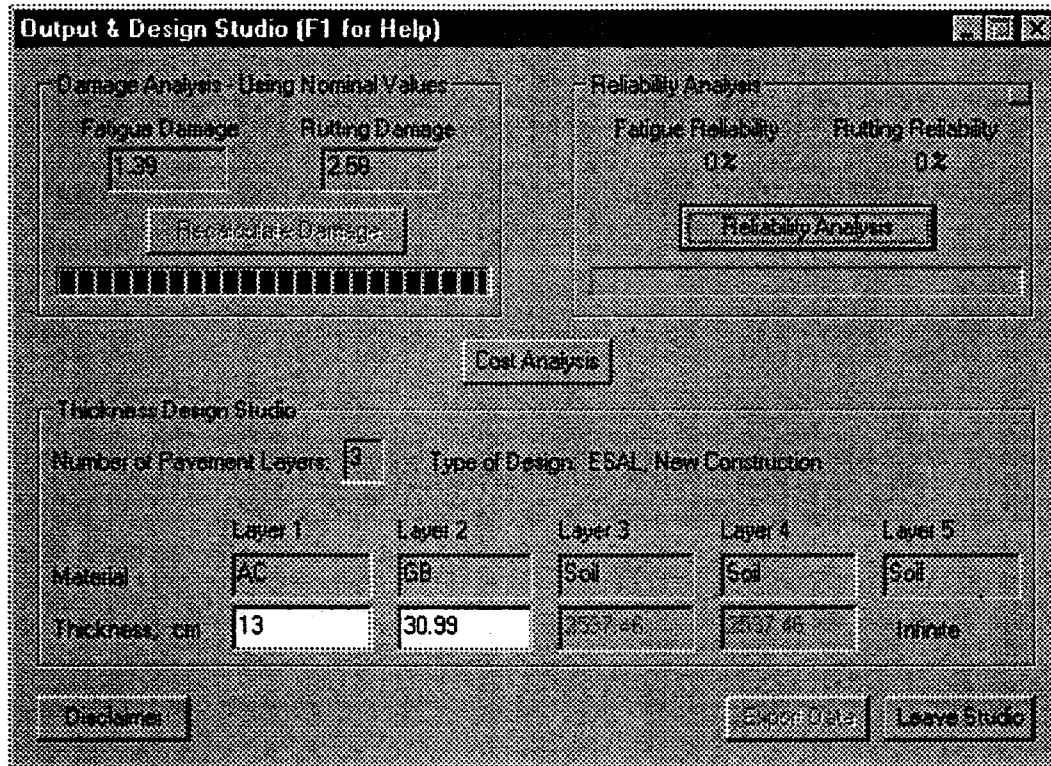 Output & Design Studio (F1 for Help)
Damage Analysis - Using Nominal Values
Fatigue Damage Rutting Damage
1.39 2.69
Recalculate Damage
Reliability Analysis
Fatigue Reliability Rutting Reliability
0% 0%
Reliability Analysis
Cost Analysis
Thickness Design Studio
Number of Pavement Layers: 3 Type of Design: ESAL, New Construction
Layer 1 Layer 2 Layer 3 Layer 4 Layer 5
Material AC GB Soil Soil Soil
Thickness, cm 13 30.99 Infinite
Disclaimer Export Data Leave Studio